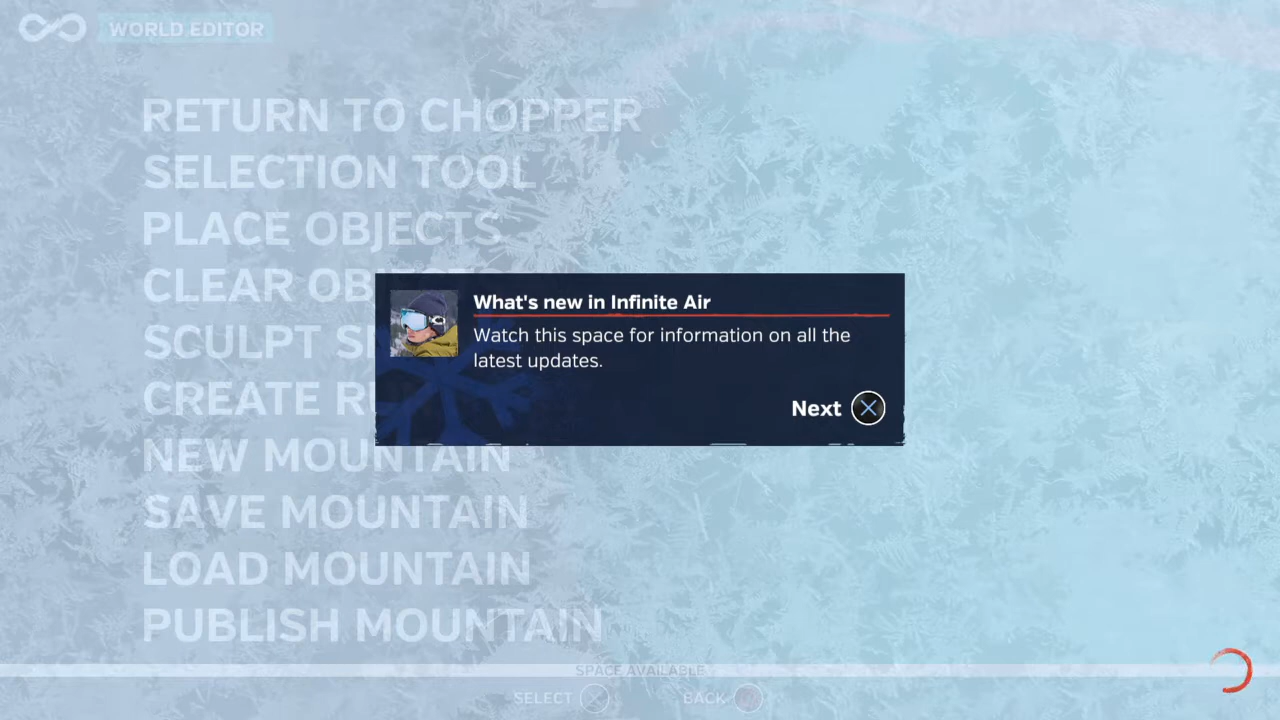 WORLD EDITOR
RETURN TO CHOPPER
SELECTION TOOL
PLACE OBJECTS
CLEAR
SCULPT
CREATE
NEW MOUNTAIN
SAVE MOUNTAIN
LOAD MOUNTAIN
PUBLISH MOUNTAIN
What's new in Infinite Air
Watch this space for information on all the
latest updates.
Next
SPACE AVAILABLE
SELECT
BACK